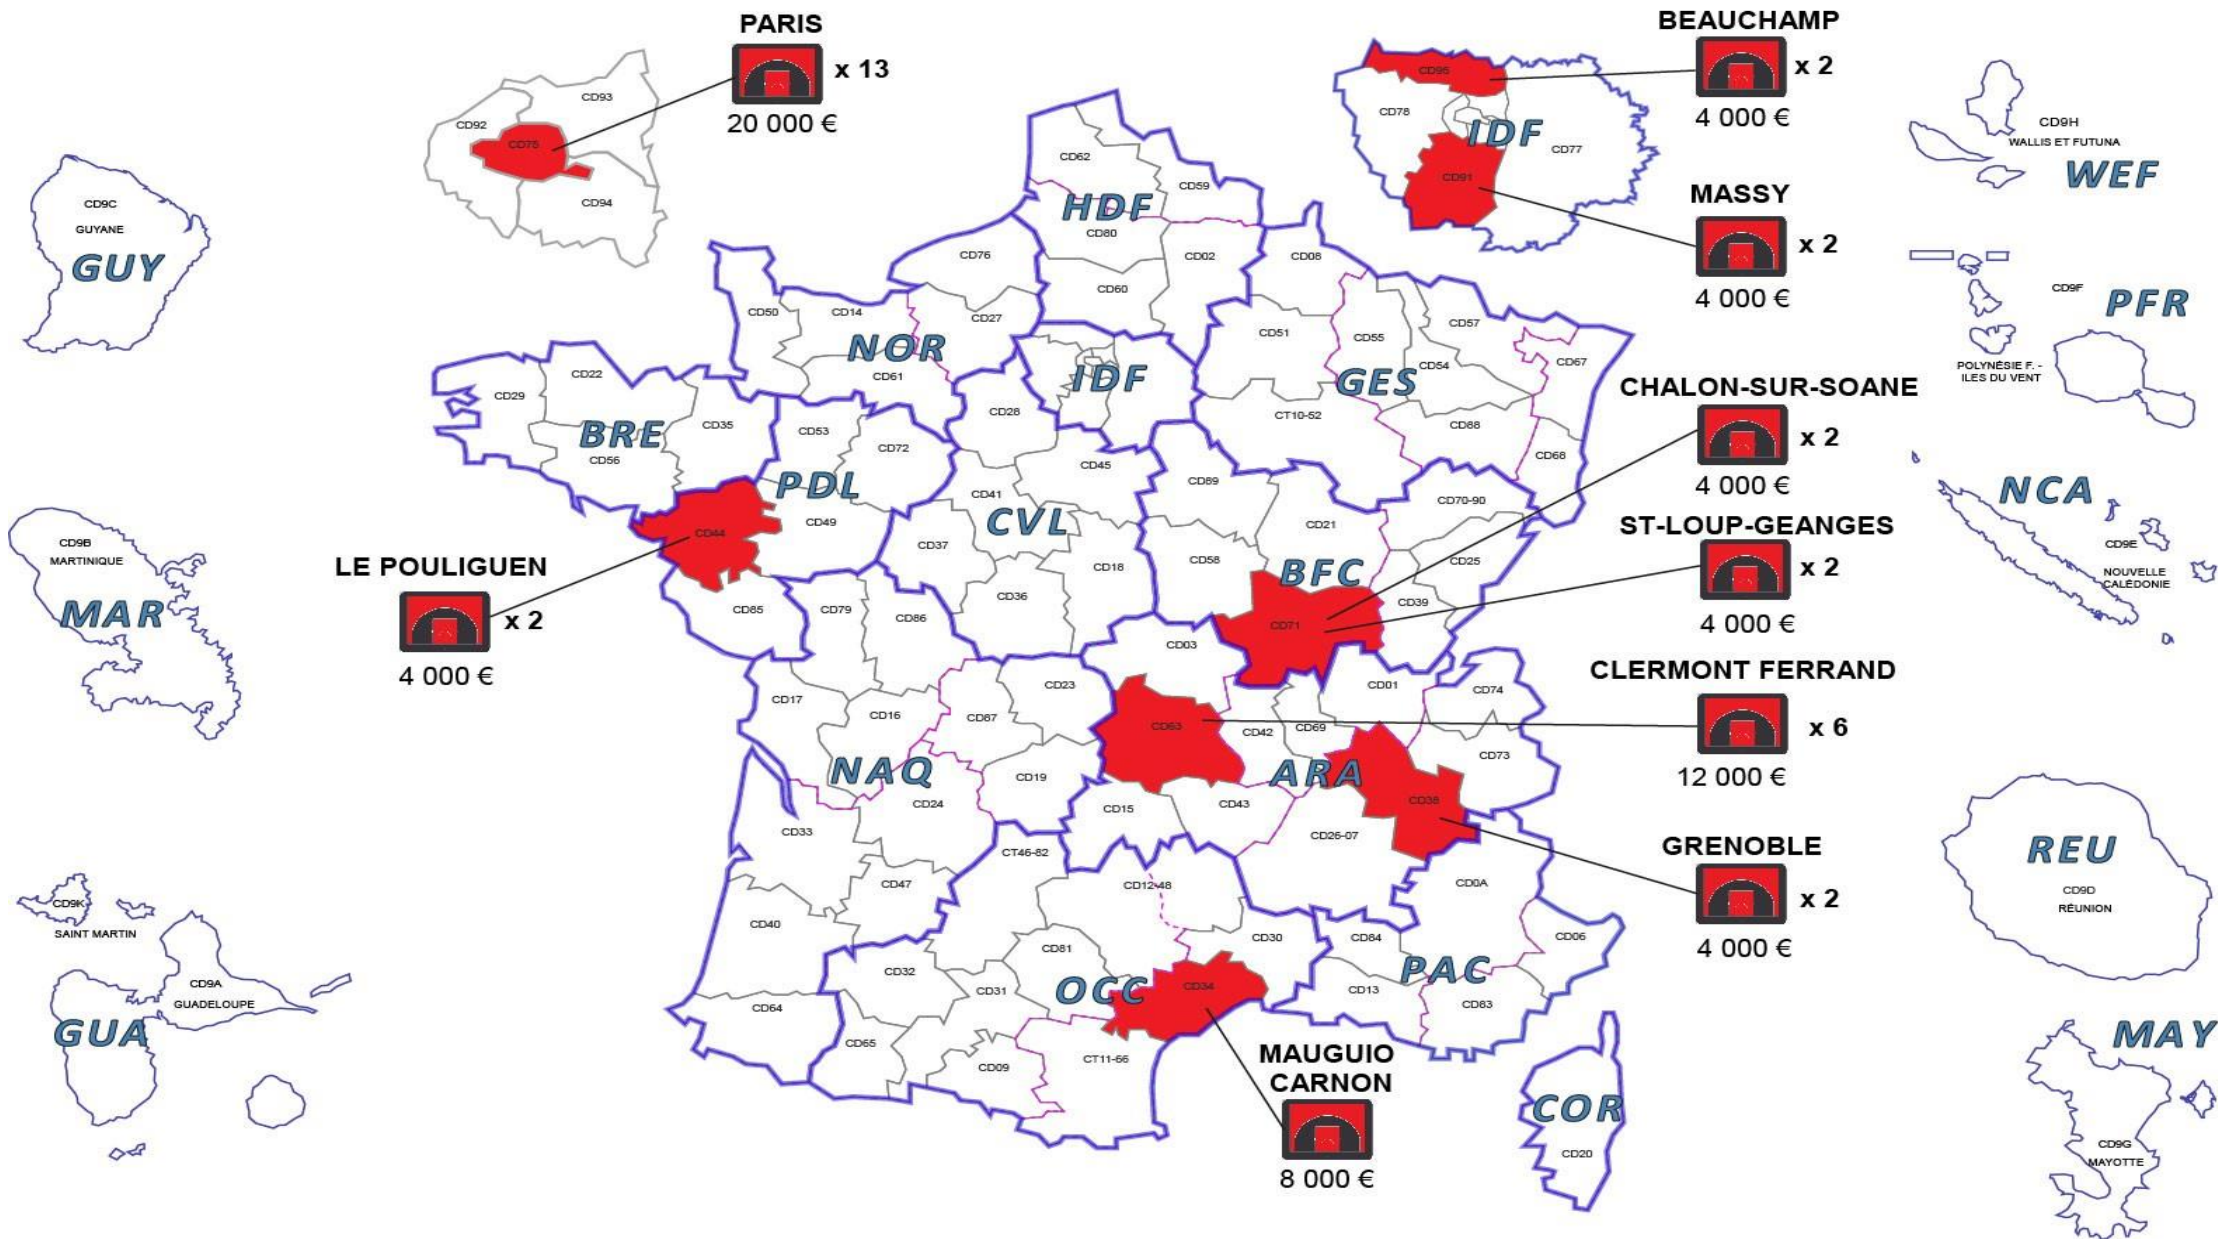 PARIS
x 13
20 000 €
BEAUCHAMP
x 2
4 000 €
MASSY
x 2
4 000 €
CHALON-SUR-SOANE
x 2
4 000 €
ST-LOUP-GEANGES
x 2
4 000 €
CLERMONT FERRAND
x 6
12 000 €
GRENOBLE
x 2
4 000 €
MAUGUIO
CARNON
8 000 €
LE POULIGUEN
x 2
4 000 €
CD93
CD92
CD75
CD94
CD95
CD78
IDF
CD77
CD91
CD9C
GUYANE
GUY
CD9B
MARTINIQUE
MAR
CD9K
SAINT MARTIN
CD9A
GUADELOUPE
GUA
CD9H
WALLIS ET FUTUNA
WEF
CD9F
PFR
POLYNÉSIE F. -
ILES DU VENT
NCA
CD9E
NOUVELLE
CALÉDONIE
REU
CD9D
RÉUNION
MAY
CD9G
MAYOTTE
CD62
CD59
HDF
CD80
CD76
CD02
CD60
CD08
CD50
CD14
CD27
NOR
CD61
CD51
CD55
CD57
CD54
CD67
GES
CT10-52
CD88
CD68
IDF
CD22
CD29
BRE
CD35
CD56
CD53
CD72
PDL
CD44
CD49
CD85
CD28
CD45
CD41
CVL
CD37
CD18
CD36
CD89
CD70-90
CD21
CD58
BFC
CD25
CD39
CD71
CD79
CD86
CD17
CD16
CD87
CD23
NAQ
CD19
CD24
CD33
CD47
CD40
CD64
CD03
CD01
CD74
CD63
CD42
CD69
CD73
ARA
CD38
CD15
CD43
CD26-07
CT46-82
CD12-48
CD30
CD81
CD32
CD31
OCC
CD34
CD65
CD09
CT11-66
CD0A
CD84
CD06
PAC
CD13
CD83
COR
CD20